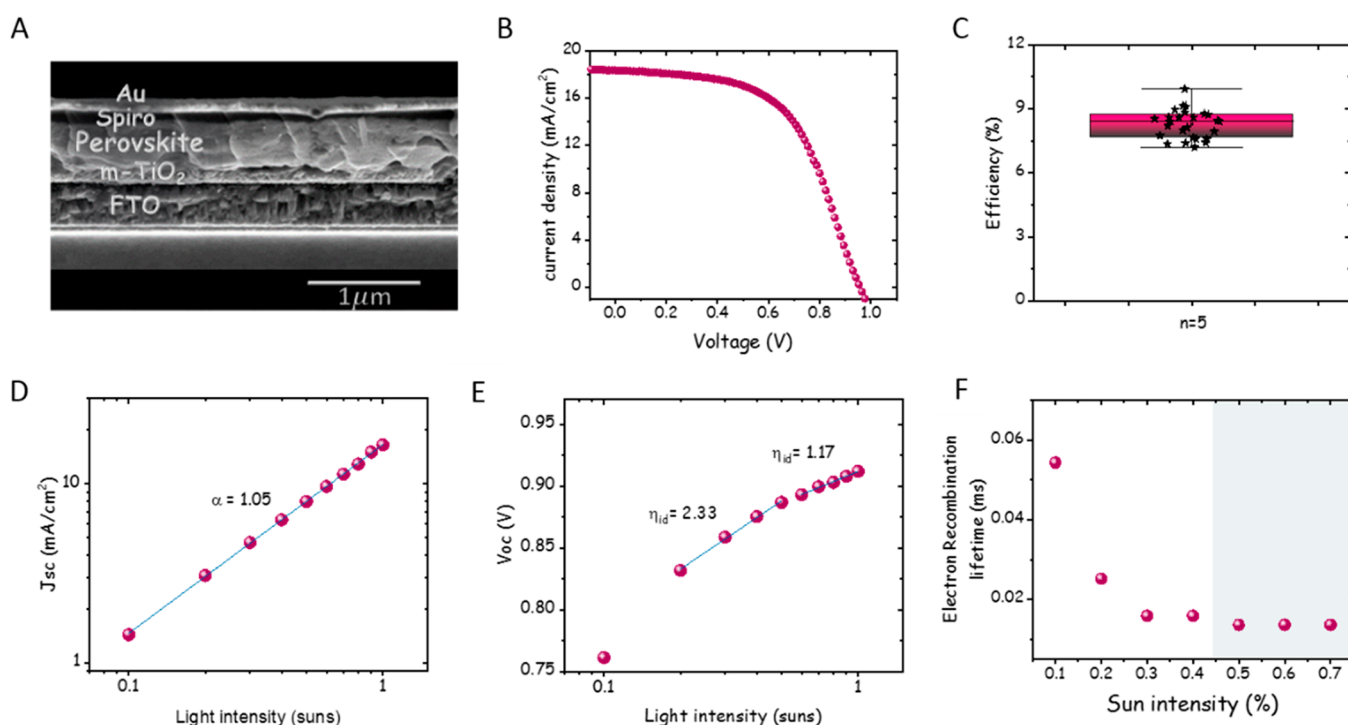 A
Au
Spiro
Perovskite
m-TiO₂
FTO
1μm
B
current density (mA/cm²)
20
16
12
8
4
0
0.0 0.2 0.4 0.6 0.8 1.0
Voltage (V)
C
Efficiency (%)
12
9
6
3
0
n=5
D
Jsc (mA/cm²)
10
1
α = 1.05
0.1 1
Light intensity (suns)
E
Voc (V)
0.95
0.90
0.85
0.80
0.75
η_id= 1.17
η_id= 2.33
0.1 1
Light intensity (suns)
F
Electron Recombination
lifetime (ms)
0.06
0.04
0.02
0.1 0.2 0.3 0.4 0.5 0.6 0.7
Sun intensity (%)